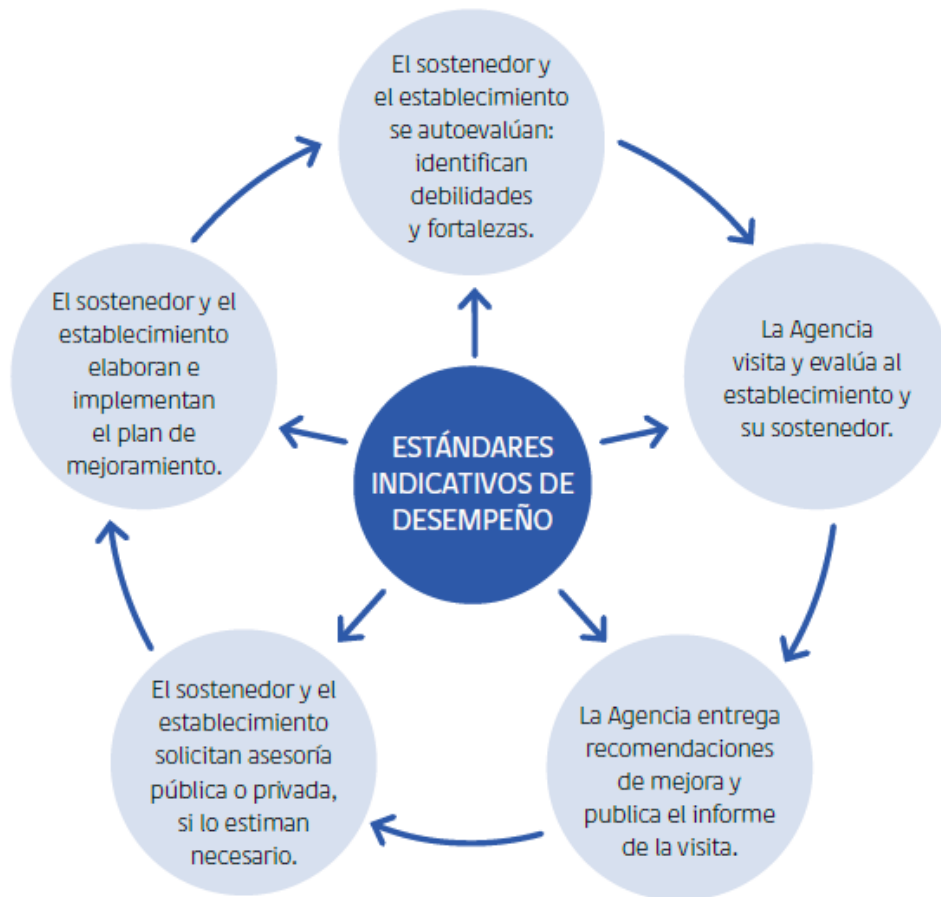 El sostenedor y
el establecimiento
se autoevalúan:
identifican
debilidades
y fortalezas.
La Agencia
visita y evalúa al
establecimiento y
su sostenedor.
La Agencia entrega
recomendaciones
de mejora y
publica el informe
de la visita.
El sostenedor y el
establecimiento
solicitan asesoría
pública o privada,
si lo estiman
necesario.
El sostenedor y el
establecimiento
elaboran e
implementan
el plan de
mejoramiento.
ESTÁNDARES
INDICATIVOS DE
DESEMPEÑO